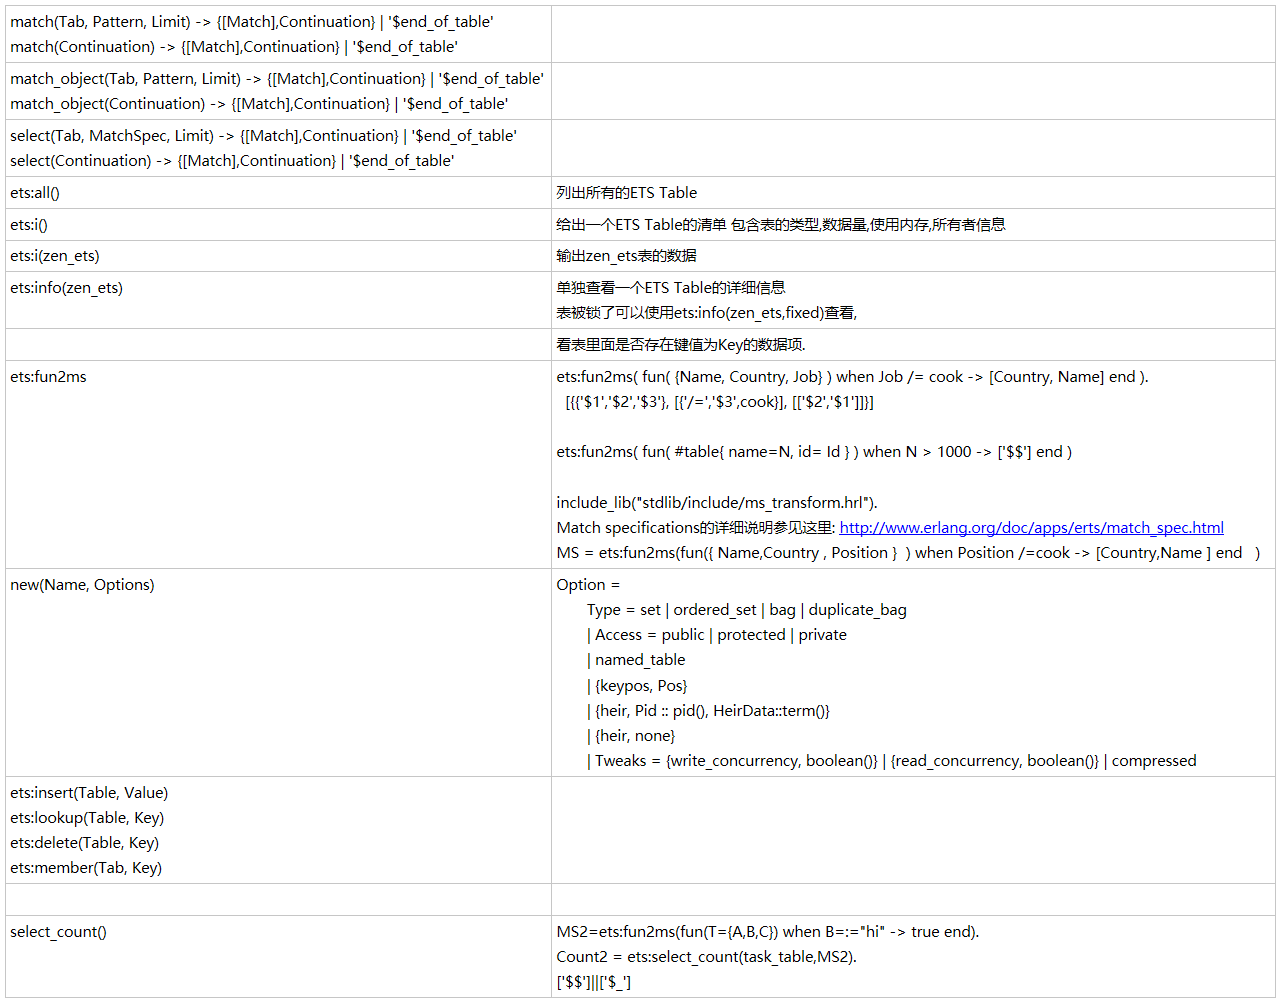 match(Tab, Pattern, Limit) -> {[Match],Continuation} | '$end_of_table'
match(Continuation) -> {[Match],Continuation} | '$end_of_table'
match_object(Tab, Pattern, Limit) -> {[Match],Continuation} | '$end_of_table'
match_object(Continuation) -> {[Match],Continuation} | '$end_of_table'
select(Tab, MatchSpec, Limit) -> {[Match],Continuation} | '$end_of_table'
select(Continuation) -> {[Match],Continuation} | '$end_of_table'
ets:all()
列出所有的ETS Table
ets:i()
给出一个ETS Table的清单 包含表的类型,数据量,使用内存,所有者信息
ets:i(zen_ets)
输出zen_ets表的数据
ets:info(zen_ets)
单独查看一个ETS Table的详细信息
表被锁了可以使用ets:info(zen_ets,fixed)查看,
看表里面是否存在键值为Key的数据项.
ets:fun2ms
ets:fun2ms( fun( {Name, Country, Job} ) when Job /= cook -> [Country, Name] end ).
[{{'$1','$2','$3'}, [{'/=','$3',cook}], [['$2','$1']]}]
ets:fun2ms( fun( #table{ name=N, id= Id } ) when N > 1000 -> ['$$'] end )
include_lib("stdlib/include/ms_transform.hrl").
Match specifications的详细说明参见这里: http://www.erlang.org/doc/apps/erts/match_spec.html
MS = ets:fun2ms(fun({ Name,Country , Position }  ) when Position /=cook -> [Country,Name ] end   )
new(Name, Options)
Option =
Type = set | ordered_set | bag | duplicate_bag
| Access = public | protected | private
| named_table
| {keypos, Pos}
| {heir, Pid :: pid(), HeirData::term()}
| {heir, none}
| Tweaks = {write_concurrency, boolean()} | {read_concurrency, boolean()} | compressed
ets:insert(Table, Value)
ets:lookup(Table, Key)
ets:delete(Table, Key)
ets:member(Tab, Key)
select_count()
MS2=ets:fun2ms(fun(T={A,B,C}) when B=:="hi" -> true end).
Count2 = ets:select_count(task_table,MS2).
['$$']||['$_']